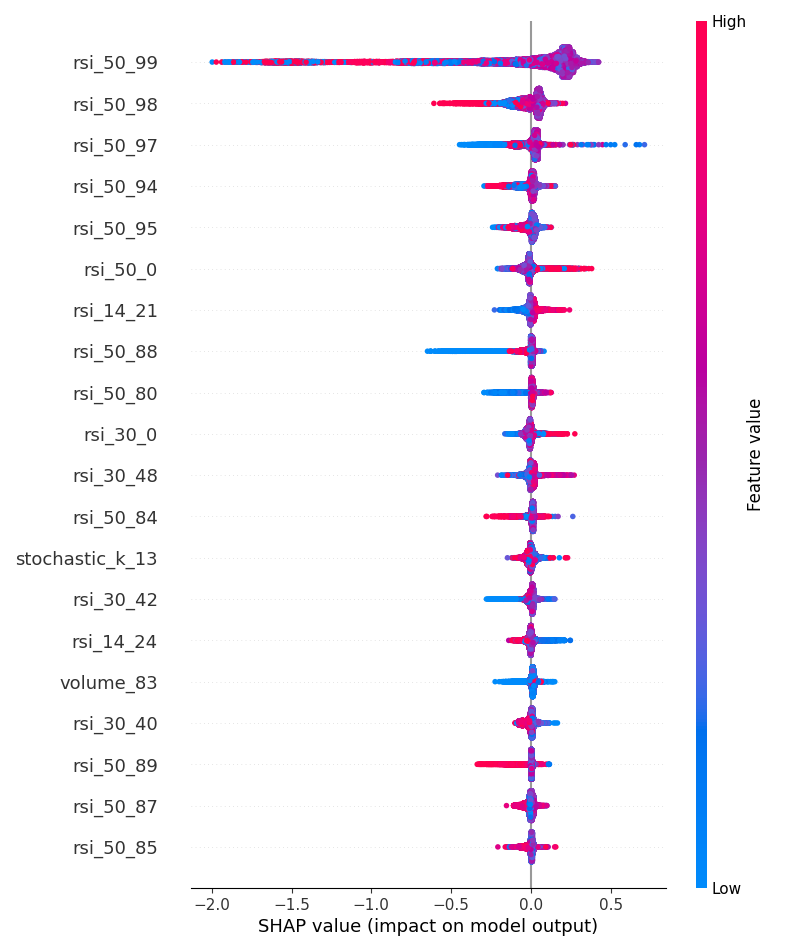 High
rsi_50_99
rsi_50_98
rsi_50_97
rsi_50_94
rsi_50_95
rsi_50_0
rsi_14_21
rsi_50_88
rsi_50_80
rsi_30_0
rsi_30_48
rsi_50_84
stochastic_k_13
rsi_30_42
rsi_14_24
volume_83
rsi_30_40
rsi_50_89
rsi_50_87
rsi_50_85
Feature value
Low
−2.0 −1.5 −1.0 −0.5 0.0 0.5
SHAP value (impact on model output)